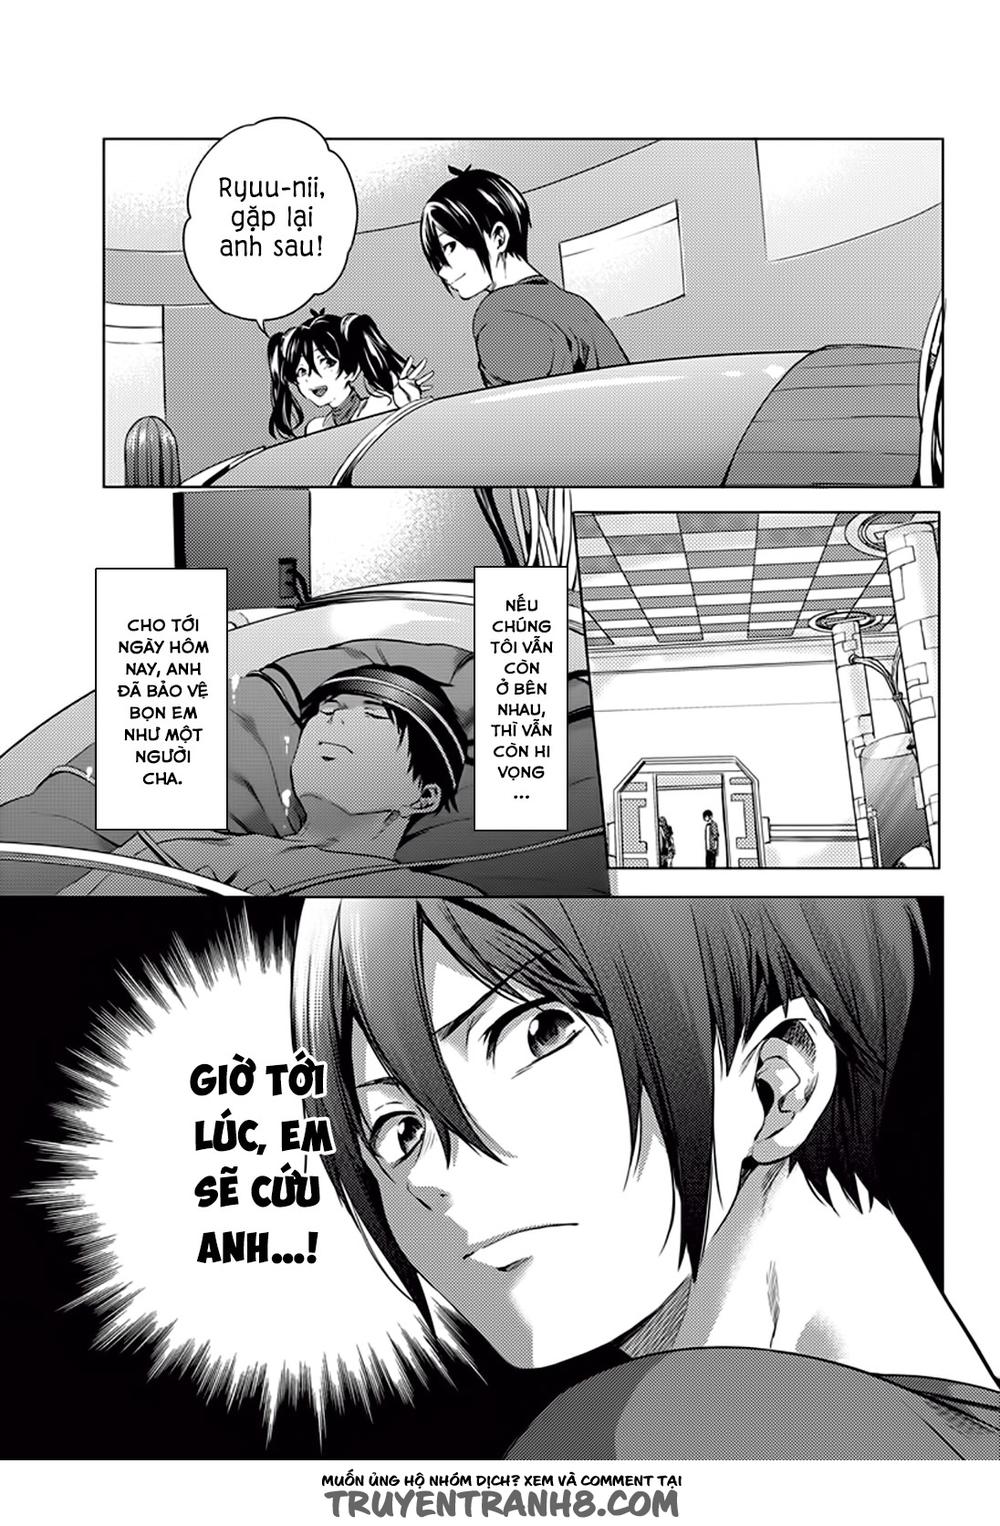 Ryuu-nii,
gặp lại
anh sau!
NẾU
CHÚNG
TÔI VẪN
CÒN
Ở BÊN
NHAU,
THÌ VẪN
CÒN HI
VỌNG
...
CHO TỚI
NGÀY HÔM
NAY, ANH
ĐÃ BẢO VỆ
BỌN EM
NHƯ MỘT
NGƯỜI
CHA.
GIỜ TỚI
LÚC, EM
SẼ CỨU
ANH...!
MUỐN ỦNG HỘ NHÓM DỊCH? XEM VÀ COMMENT TẠI
TRUYENTRANH8.COM